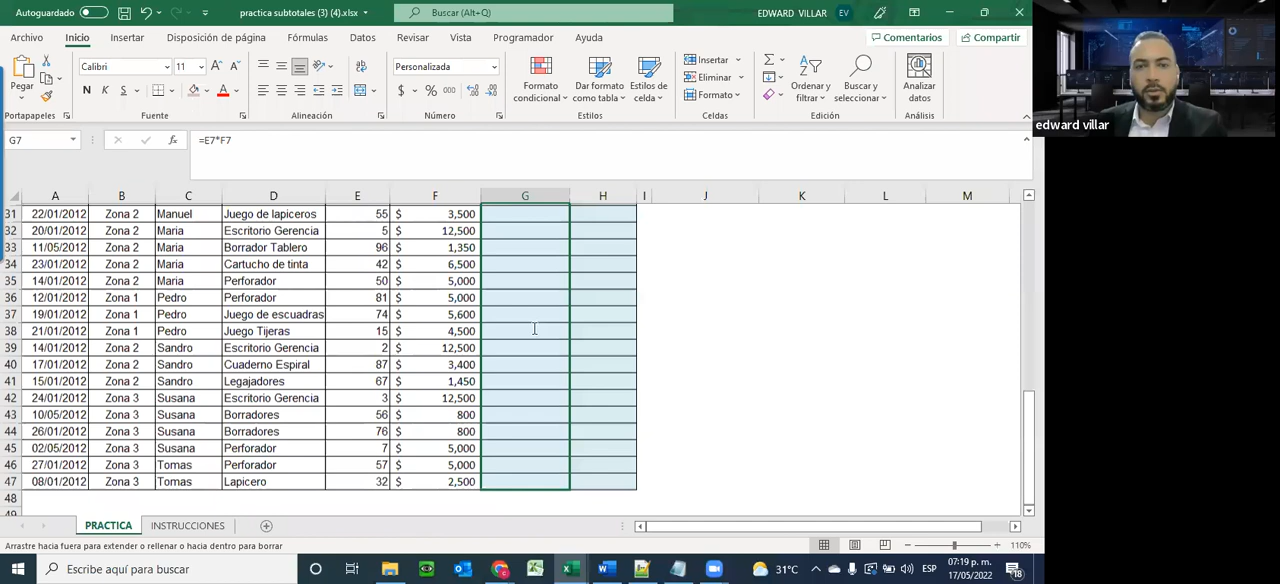 Autoguardado practica subtotales (3) (4).xlsx Buscar (Alt+Q) EDWARD VILLAR EV
Archivo Inicio Insertar Disposición de página Fórmulas Datos Revisar Vista Programador Ayuda Comentarios Compartir
Pegar Calibri 11 Personalizada Formato condicional Dar formato como tabla Estilos de celda Insertar Eliminar Formato Ordenar y filtrar Buscar y seleccionar Analizar datos
N K S $ % 000
Portapapeles Fuente Alineación Número Estilos Celdas Edición Análisis
edward villar
G7 fx =E7*F7
A B C D E F G H I J K L M
31 22/01/2012 Zona 2 Manuel Juego de lapiceros 55 $ 3,500
32 20/01/2012 Zona 2 Maria Escritorio Gerencia 5 $ 12,500
33 11/05/2012 Zona 2 Maria Borrador Tablero 96 $ 1,350
34 23/01/2012 Zona 2 Maria Cartucho de tinta 42 $ 6,500
35 14/01/2012 Zona 2 Maria Perforador 50 $ 5,000
36 12/01/2012 Zona 1 Pedro Perforador 81 $ 5,000
37 19/01/2012 Zona 1 Pedro Juego de escuadras 74 $ 5,600
38 21/01/2012 Zona 1 Pedro Juego Tijeras 15 $ 4,500
39 14/01/2012 Zona 2 Sandro Escritorio Gerencia 2 $ 12,500
40 17/01/2012 Zona 2 Sandro Cuaderno Espiral 87 $ 3,400
41 15/01/2012 Zona 2 Sandro Legajadores 67 $ 1,450
42 24/01/2012 Zona 3 Susana Escritorio Gerencia 3 $ 12,500
43 10/05/2012 Zona 3 Susana Borradores 56 $ 800
44 26/01/2012 Zona 3 Susana Borradores 76 $ 800
45 02/05/2012 Zona 3 Susana Perforador 7 $ 5,000
46 27/01/2012 Zona 3 Tomas Perforador 57 $ 5,000
47 08/01/2012 Zona 3 Tomas Lapicero 32 $ 2,500
48
49
PRACTICA INSTRUCCIONES
Arrastre hacia fuera para extender o rellenar o hacia dentro para borrar 110%
Escribe aquí para buscar 31°C ESP 07:19 p. m.
17/05/2022 18